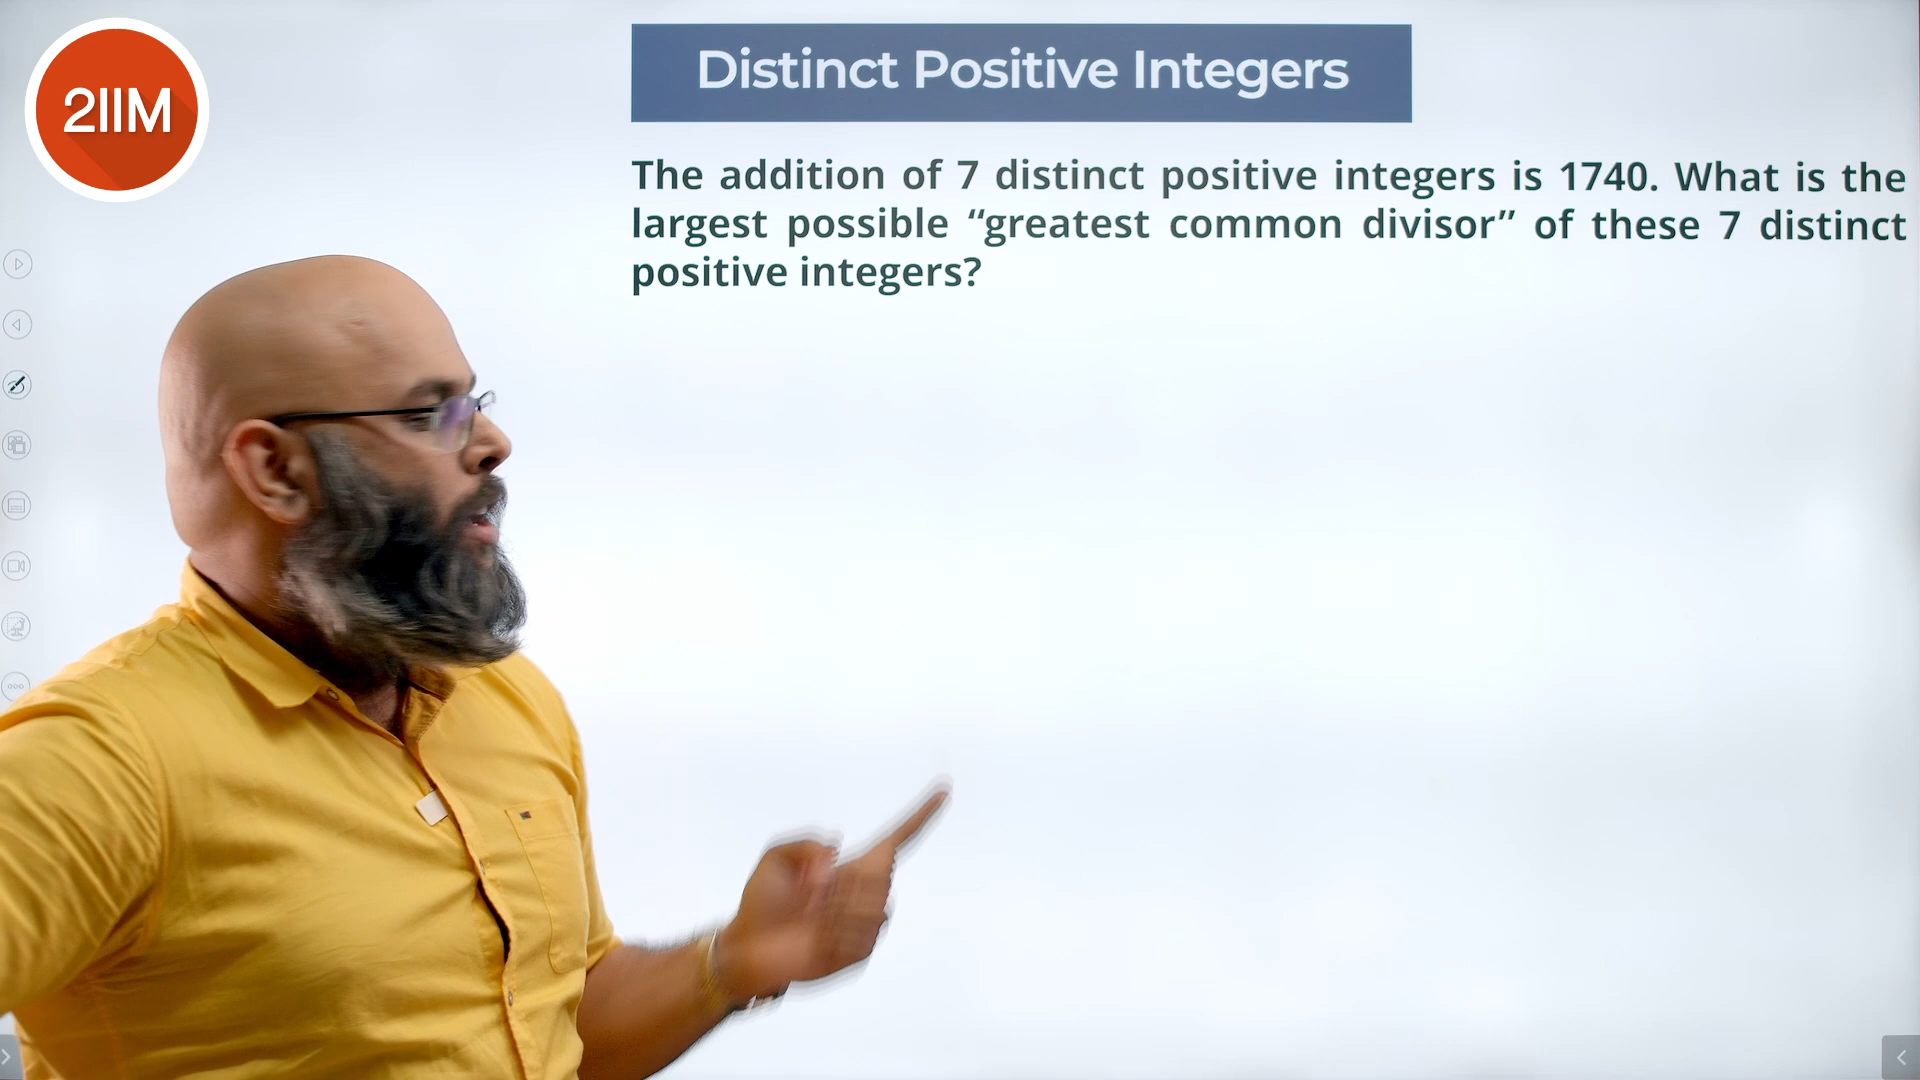 2IIM
Distinct Positive Integers
The addition of 7 distinct positive integers is 1740. What is the
largest possible “greatest common divisor” of these 7 distinct
positive integers?